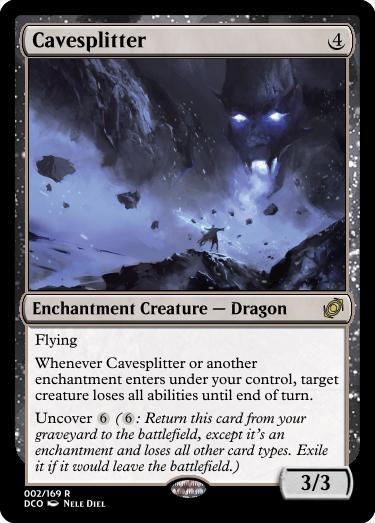 Cavesplitter 4
Enchantment Creature — Dragon
Flying
Whenever Cavesplitter or another
enchantment enters under your control, target
creature loses all abilities until end of turn.
Uncover 6 (6: Return this card from your
graveyard to the battlefield, except it's an
enchantment and loses all other card types. Exile
it if it would leave the battlefield.)
3/3
002/169 R
DCO NELE DIEL